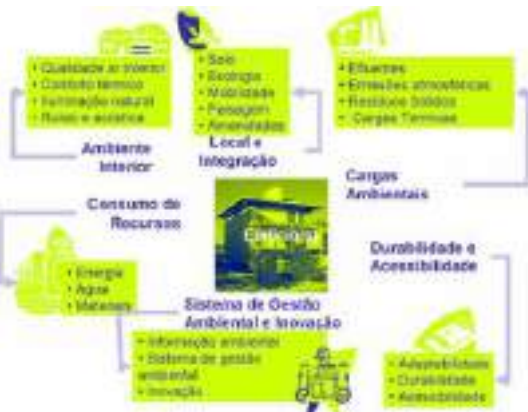 • Qualidade ar interior
• Conforto térmico
• Iluminação natural
• Ruído e acústica
Ambiente
Interior
• Solo
• Ecologia
• Mobilidade
• Paisagem
• Amenidades
Local e
Integração
• Efluentes
• Emissões atmosféricas
• Resíduos Sólidos
• Cargas Térmicas
Cargas
Ambientais
Consumo de
Recursos
• Energia
• Água
• Materiais
Durabilidade e
Acessibilidade
• Adaptabilidade
• Durabilidade
• Acessibilidade
Sistema de Gestão
Ambiental e Inovação
• Informação ambiental
• Sistema de gestão
ambiental
• Inovação